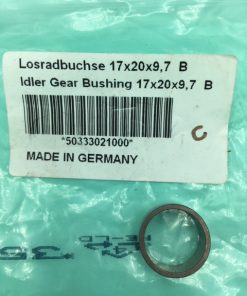 Losradbuchse 17x20x9,7 B
Idler Gear Bushing 17x20x9,7 B
*50333021000*
C
MADE IN GERMANY